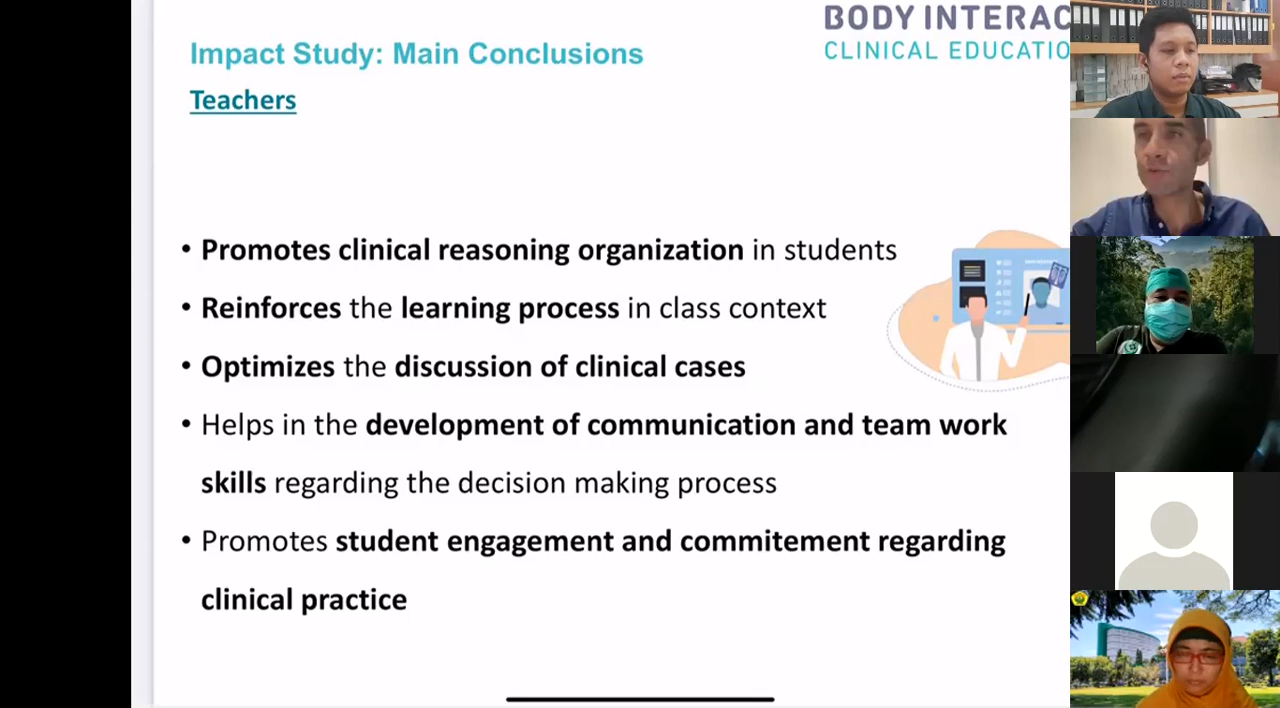 BODY INTERAC
CLINICAL EDUCATIO
Impact Study: Main Conclusions
Teachers
• Promotes clinical reasoning organization in students
• Reinforces the learning process in class context
• Optimizes the discussion of clinical cases
• Helps in the development of communication and team work
skills regarding the decision making process
• Promotes student engagement and commitement regarding
clinical practice